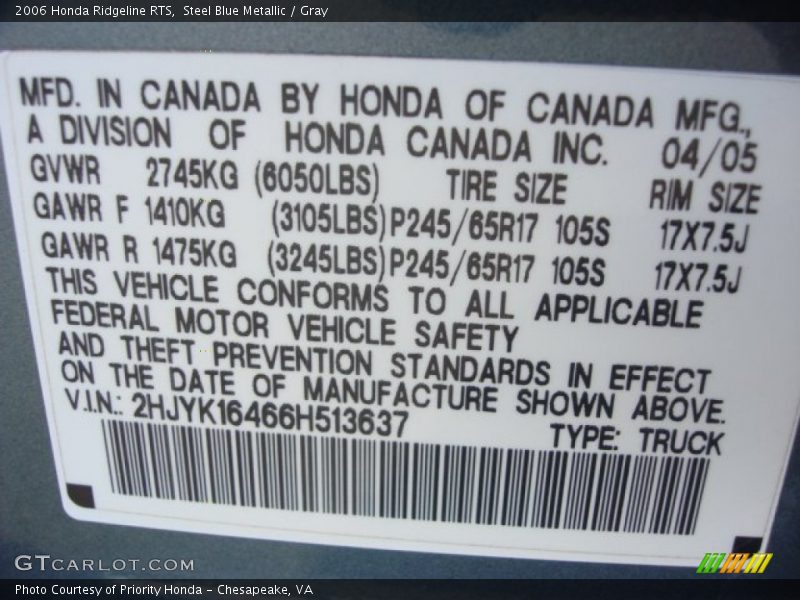 2006 Honda Ridgeline RTS,  Steel Blue Metallic / Gray
MFD. IN CANADA BY HONDA OF CANADA MFG.,
A DIVISION OF HONDA CANADA INC. 04/05
GVWR 2745KG (6050LBS) TIRE SIZE RIM SIZE
GAWR F 1410KG (3105LBS) P245/65R17 105S 17X7.5J
GAWR R 1475KG (3245LBS) P245/65R17 105S 17X7.5J
THIS VEHICLE CONFORMS TO ALL APPLICABLE
FEDERAL MOTOR VEHICLE SAFETY
AND THEFT PREVENTION STANDARDS IN EFFECT
ON THE DATE OF MANUFACTURE SHOWN ABOVE.
V.I.N.: 2HJYK16466H513637 TYPE: TRUCK
GTCARLOT.COM
Photo Courtesy of Priority Honda - Chesapeake, VA